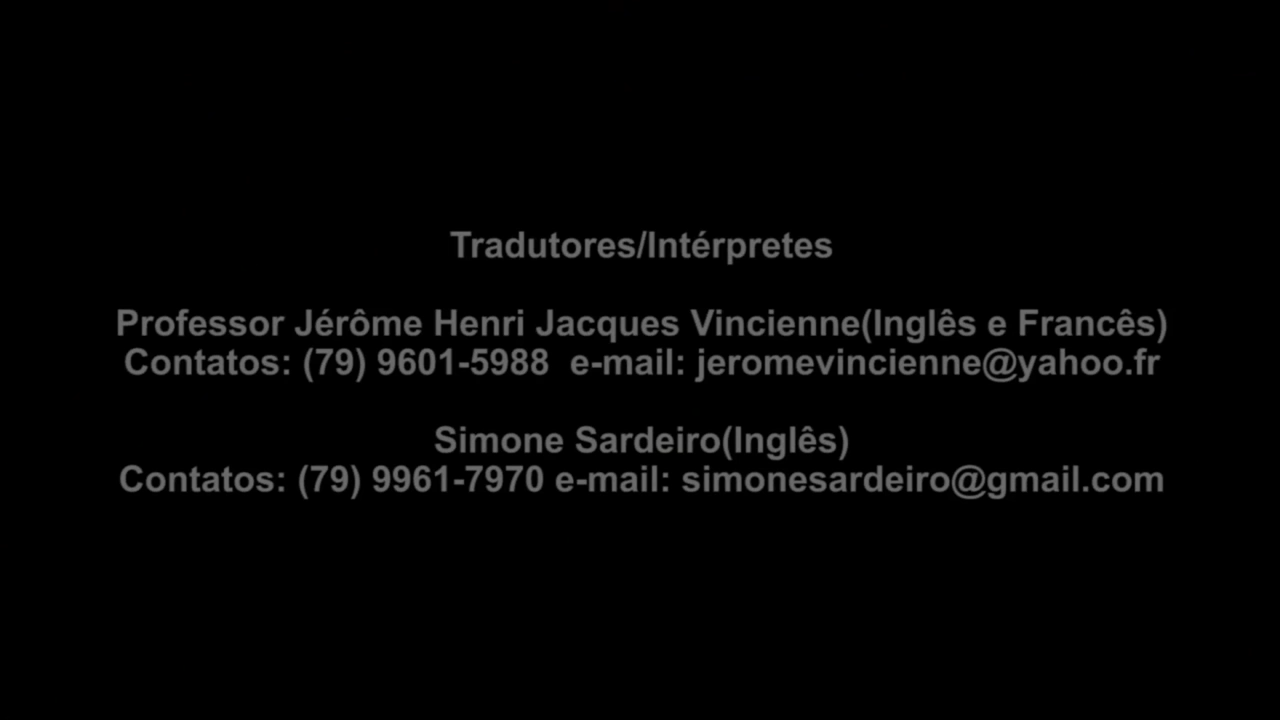 Tradutores/Intérpretes
Professor Jérôme Henri Jacques Vincienne(Inglês e Francês)
Contatos: (79) 9601-5988  e-mail: jeromevincienne@yahoo.fr
Simone Sardeiro(Inglês)
Contatos: (79) 9961-7970 e-mail: simonesardeiro@gmail.com